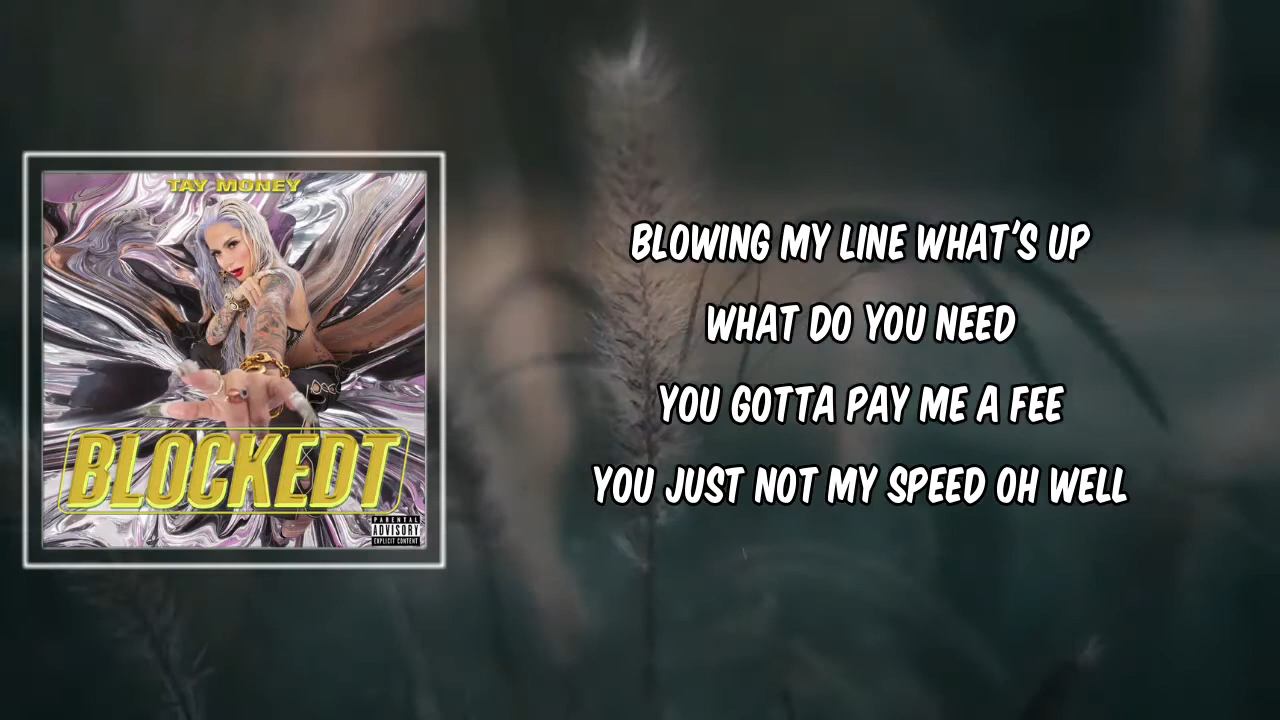 TAY MONEY
BLOCKEDT
PARENTAL
ADVISORY
EXPLICIT CONTENT
BLOWING MY LINE WHAT'S UP
WHAT DO YOU NEED
YOU GOTTA PAY ME A FEE
YOU JUST NOT MY SPEED OH WELL